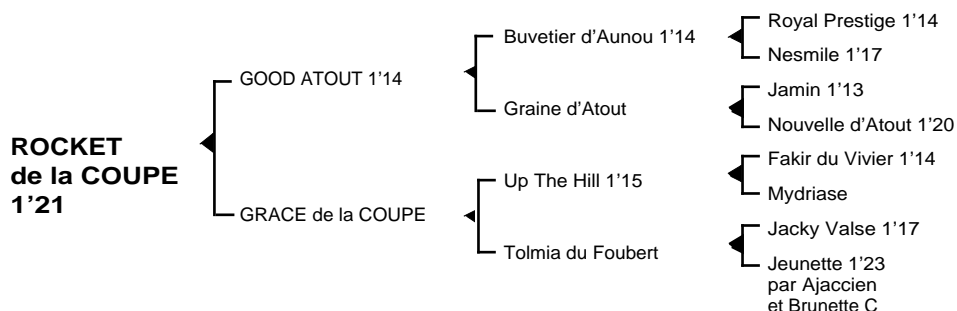 ROCKET
de la COUPE
1’21
GOOD ATOUT 1’14
GRACE de la COUPE
Buvetier d’Aunou 1’14
Graine d’Atout
Up The Hill 1’15
Tolmia du Foubert
Royal Prestige 1’14
Nesmile 1’17
Jamin 1’13
Nouvelle d’Atout 1’20
Fakir du Vivier 1’14
Mydriase
Jacky Valse 1’17
Jeunette 1’23
par Ajaccien
et Brunette C